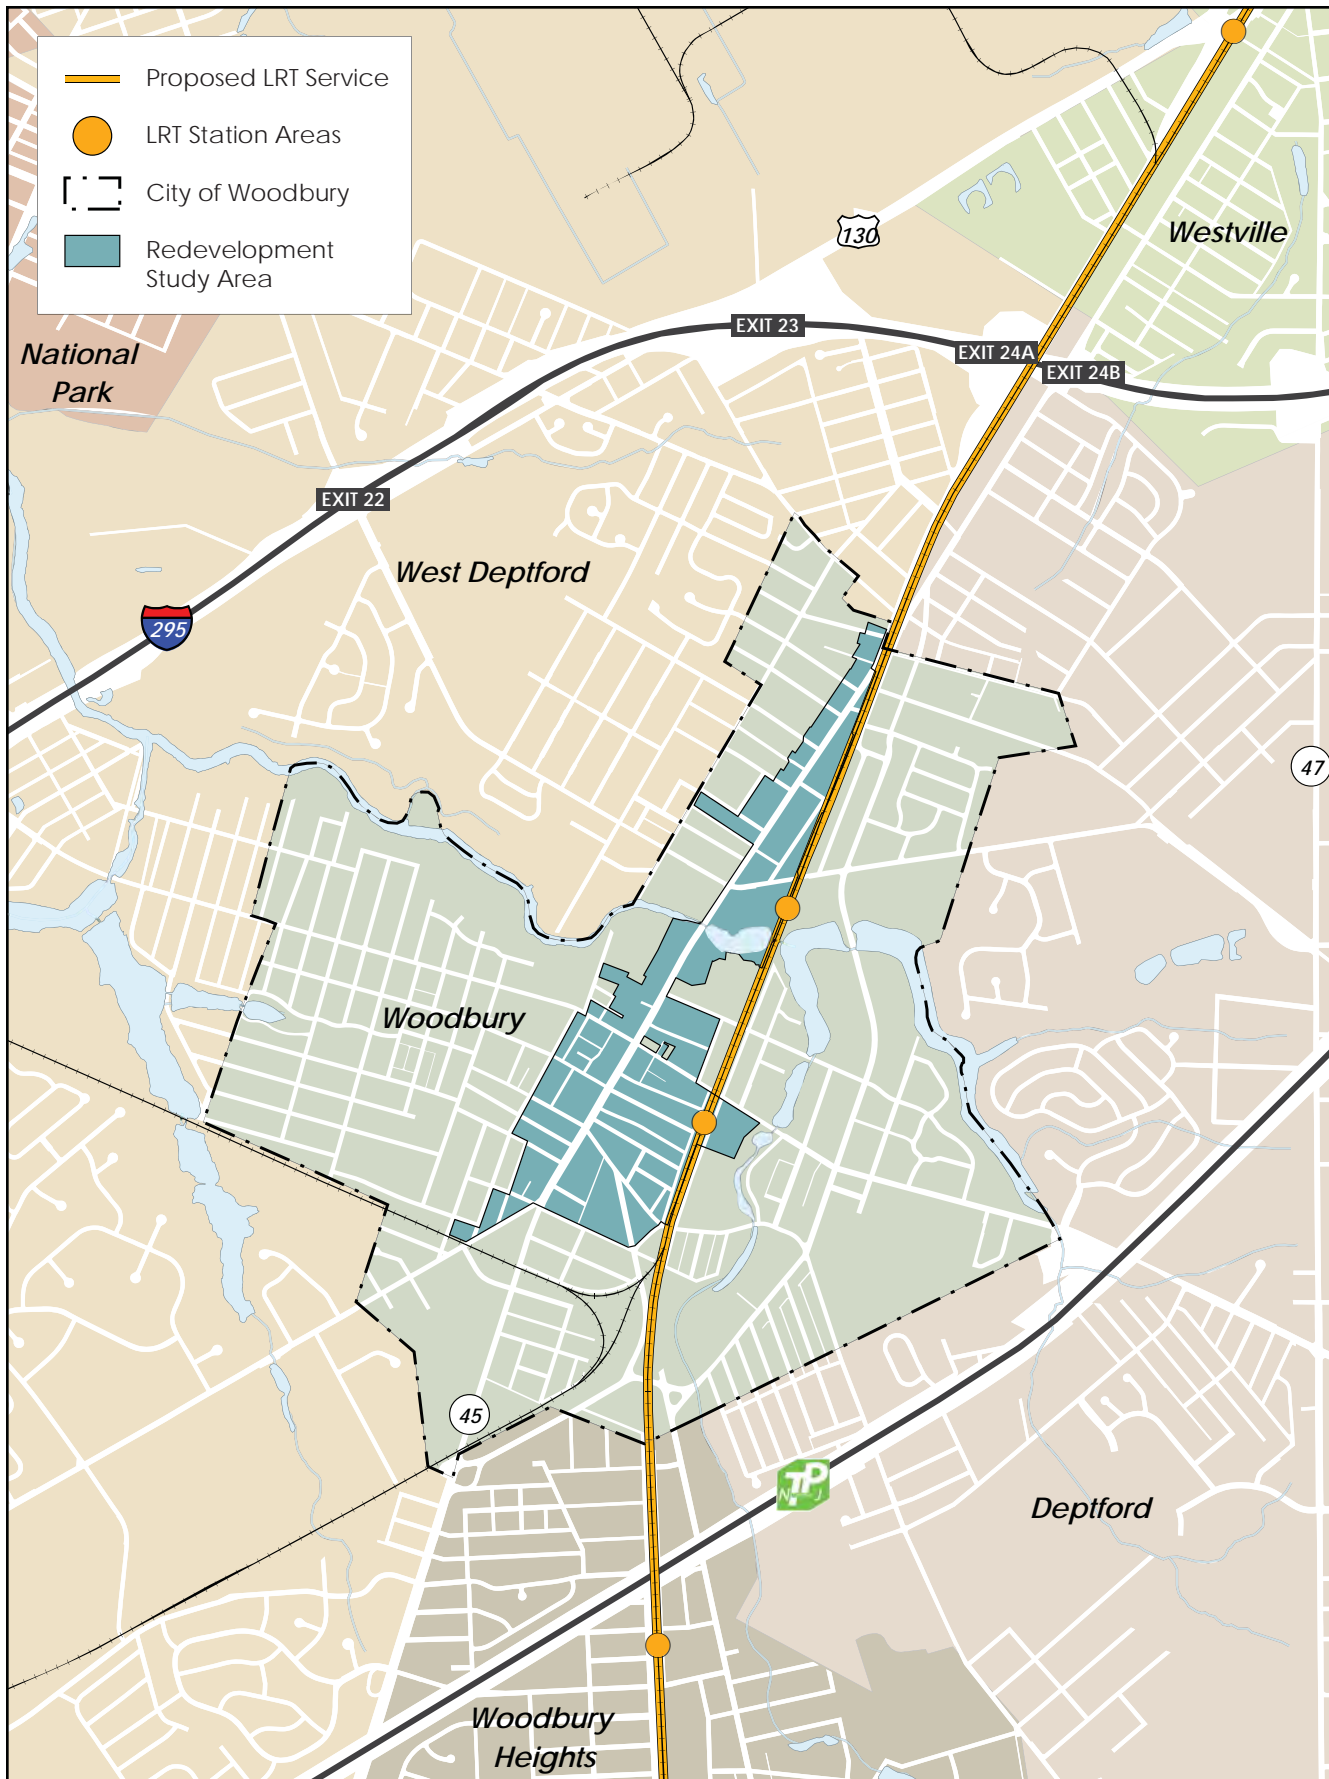 Proposed LRT Service
LRT Station Areas
City of Woodbury
Redevelopment
Study Area
130
Westville
National
Park
EXIT 23
EXIT 24A
EXIT 24B
EXIT 22
West Deptford
295
47
Woodbury
45
TP
N J
Deptford
Woodbury
Heights